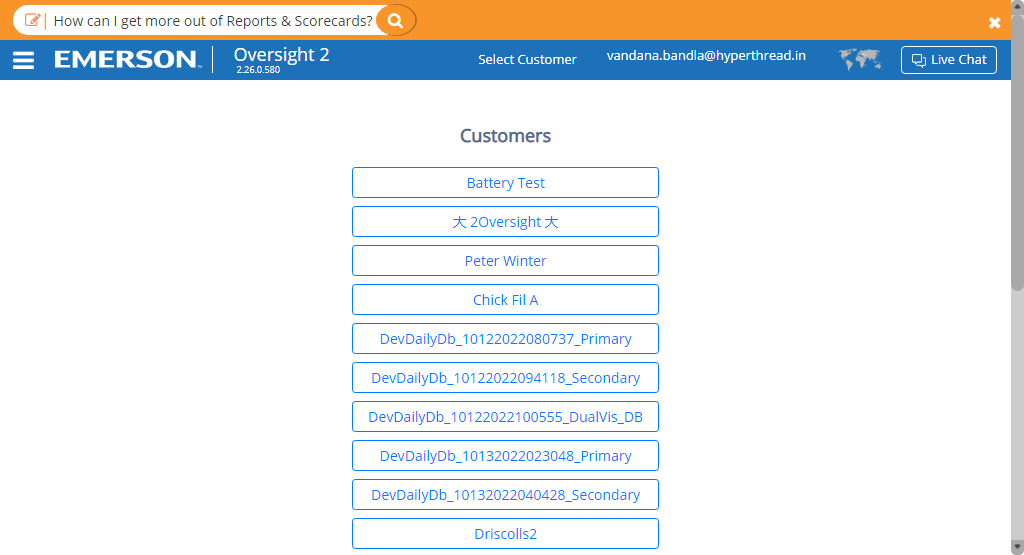 How can I get more out of Reports & Scorecards?
EMERSON™
Oversight 2
2.26.0.580
Select Customer
vandana.bandla@hyperthread.in
Live Chat
Customers
Battery Test
大 2Oversight 大
Peter Winter
Chick Fil A
DevDailyDb_10122022080737_Primary
DevDailyDb_10122022094118_Secondary
DevDailyDb_10122022100555_DualVis_DB
DevDailyDb_10132022023048_Primary
DevDailyDb_10132022040428_Secondary
Driscolls2